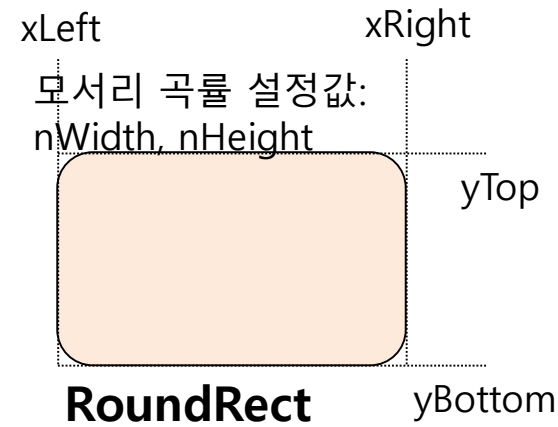 xLeft
xRight
모서리 곡률 설정값:
nWidth, nHeight
yTop
RoundRect
yBottom